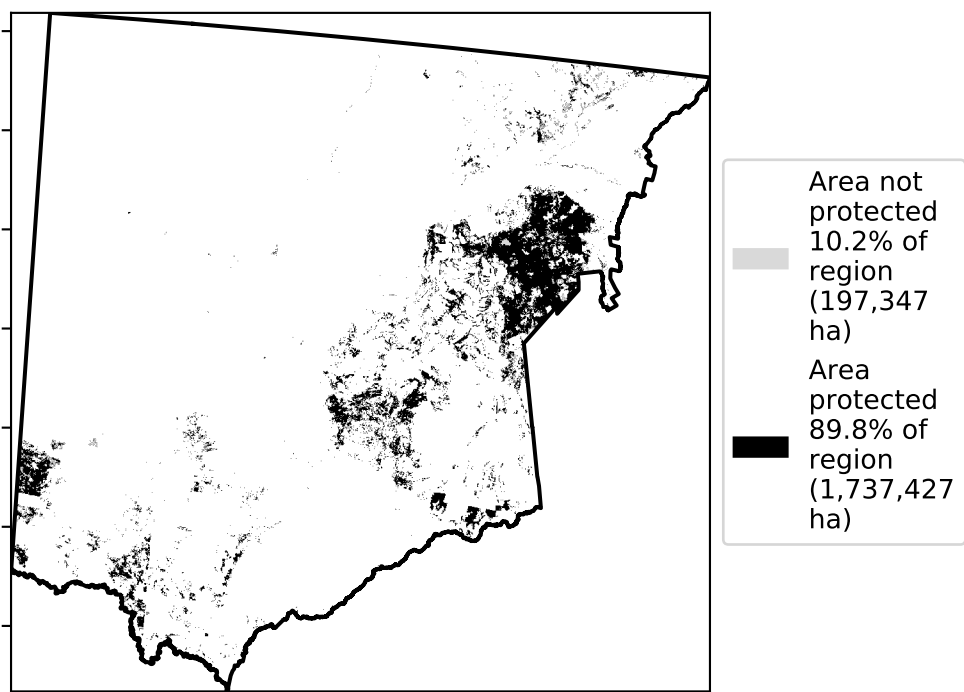 Area not
protected
10.2% of
region
(197,347
ha)
Area
protected
89.8% of
region
(1,737,427
ha)